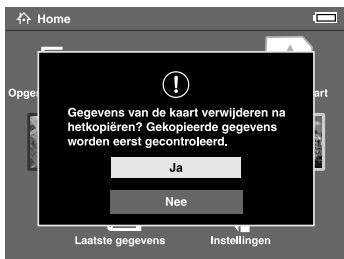 Home
Opge
art
Gegevens van de kaart verwijderen na
hetkopiëren? Gekopieerde gegevens
worden eerst gecontroleerd.
Ja
Nee
Laatste gegevens
Instellingen